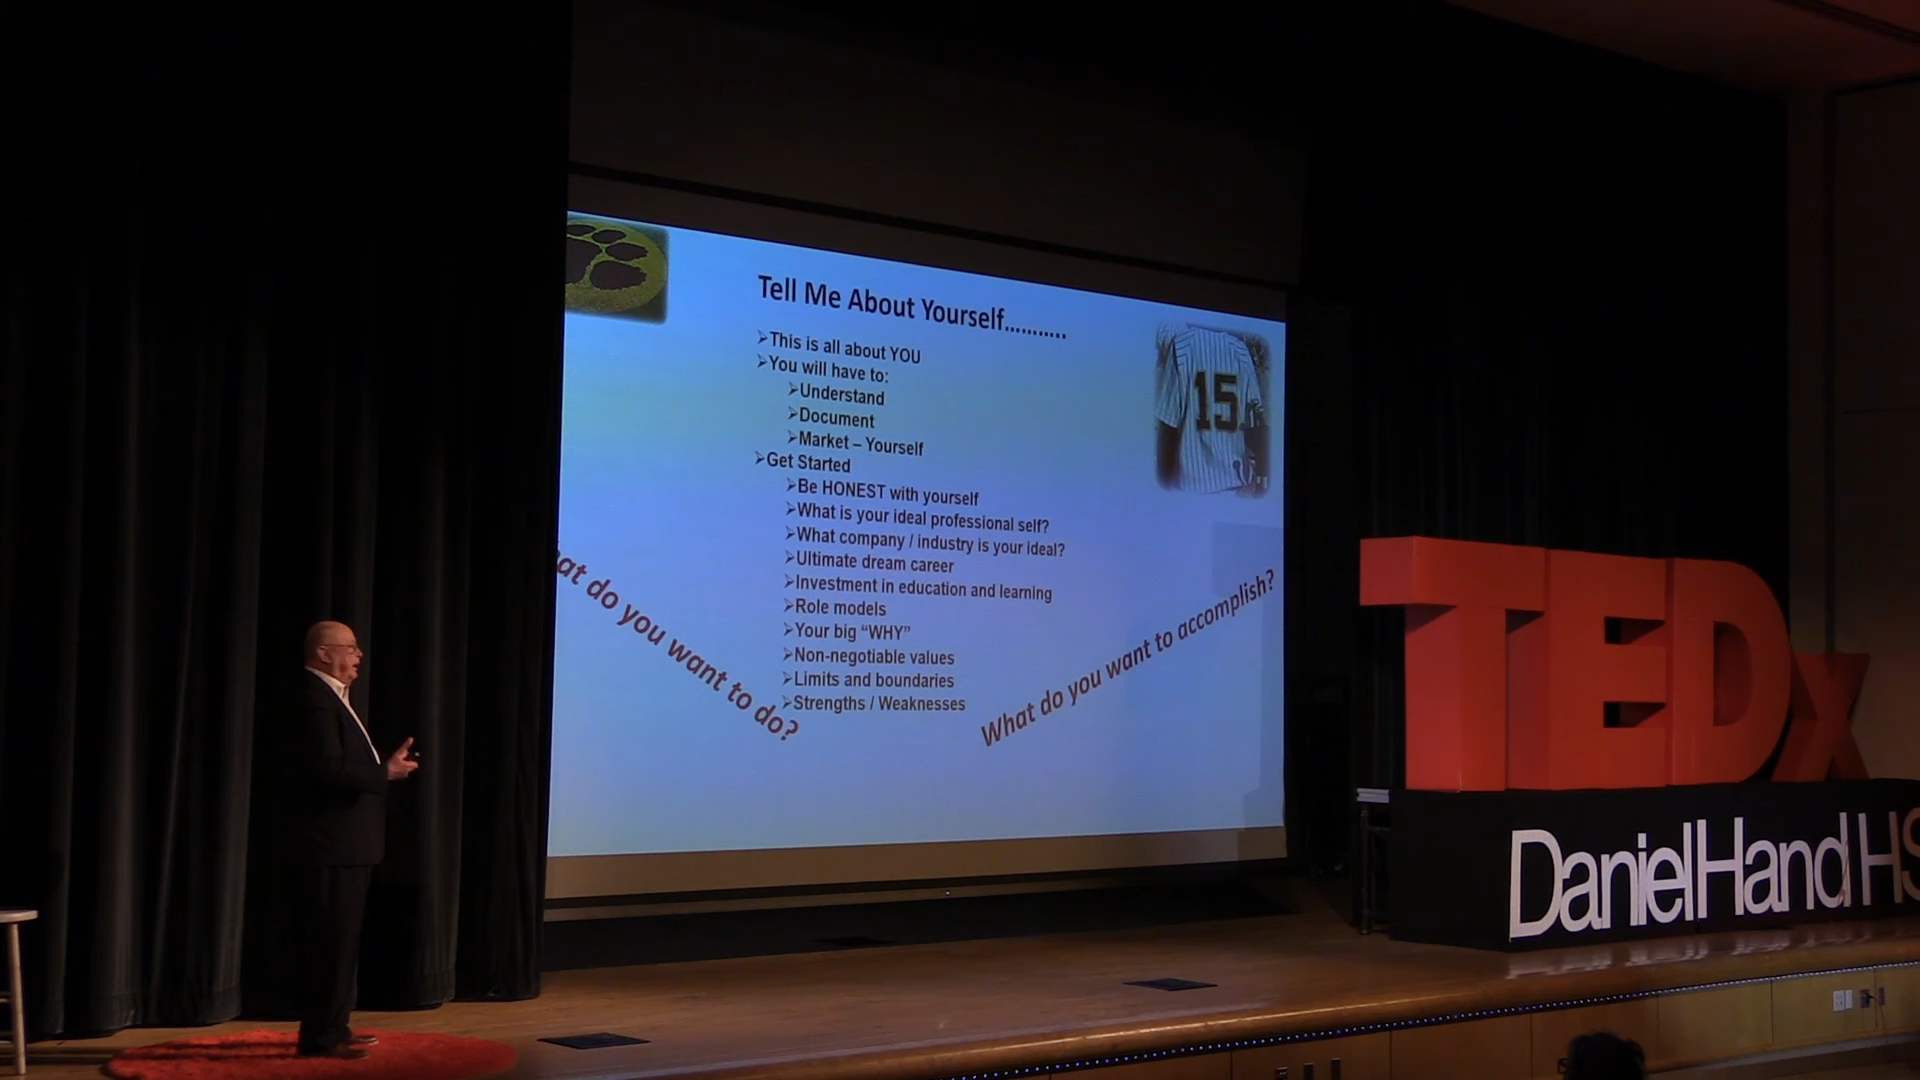 Tell Me About Yourself...........
➢This is all about YOU
➢You will have to:
➢Understand
➢Document
➢Market – Yourself
➢Get Started
➢Be HONEST with yourself
➢What is your ideal professional self?
➢What company / industry is your ideal?
➢Ultimate dream career
➢Investment in education and learning
➢Role models
➢Your big “WHY”
➢Non-negotiable values
➢Limits and boundaries
➢Strengths / Weaknesses
at do you want to do?
What do you want to accomplish?
15
TEDx
DanielHandHS